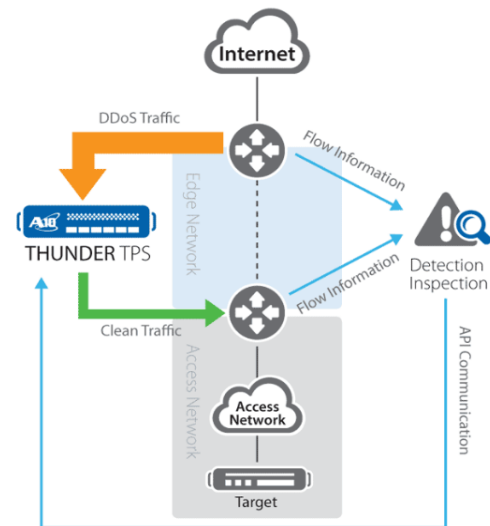 Internet
DDoS Traffic
Flow Information
Edge Network
A10
THUNDER TPS
Detection
Inspection
Flow Information
Clean Traffic
Access Network
API Communication
Access
Network
Target